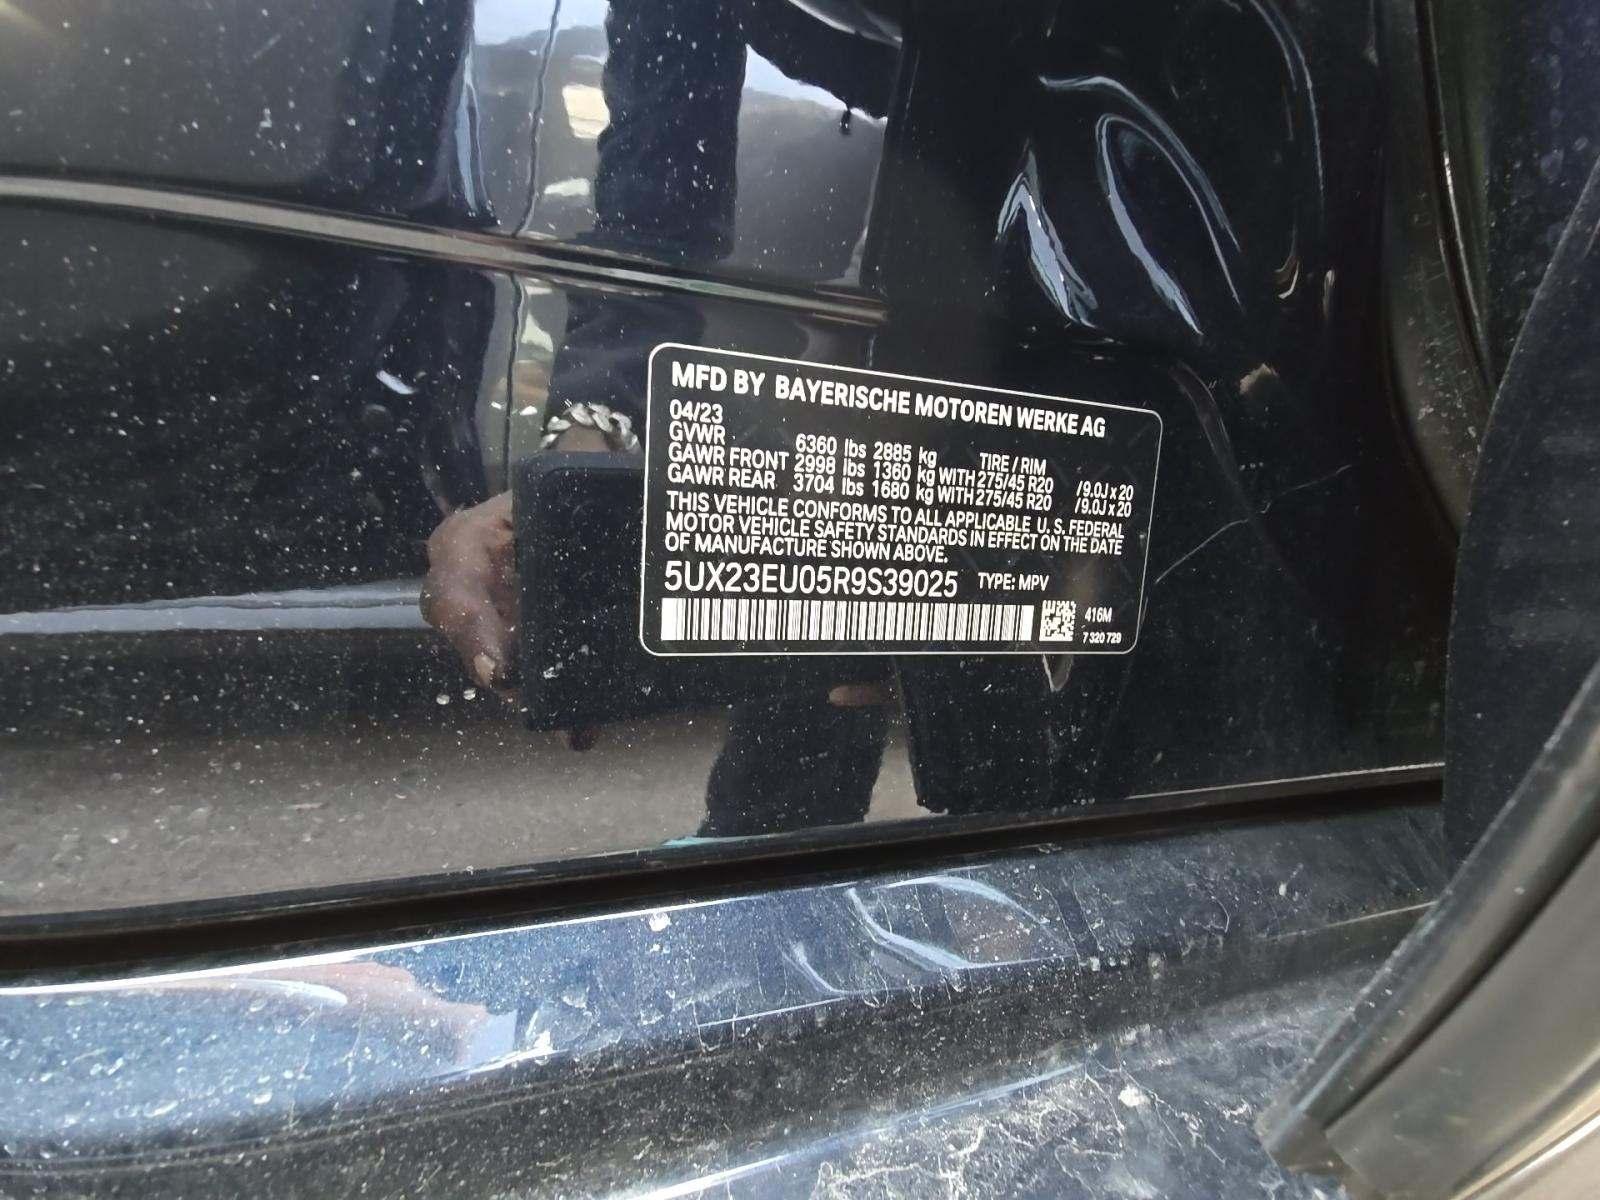 MFD BY BAYERISCHE MOTOREN WERKE AG
04/23
GVWR 6360 lbs 2885 kg TIRE / RIM
GAWR FRONT 2998 lbs 1360 kg WITH 275/45 R20 /9.0J x 20
GAWR REAR 3704 lbs 1680 kg WITH 275/45 R20 /9.0J x 20
THIS VEHICLE CONFORMS TO ALL APPLICABLE U. S. FEDERAL
MOTOR VEHICLE SAFETY STANDARDS IN EFFECT ON THE DATE
OF MANUFACTURE SHOWN ABOVE.
5UX23EU05R9S39025 TYPE: MPV
416M
7 320 729